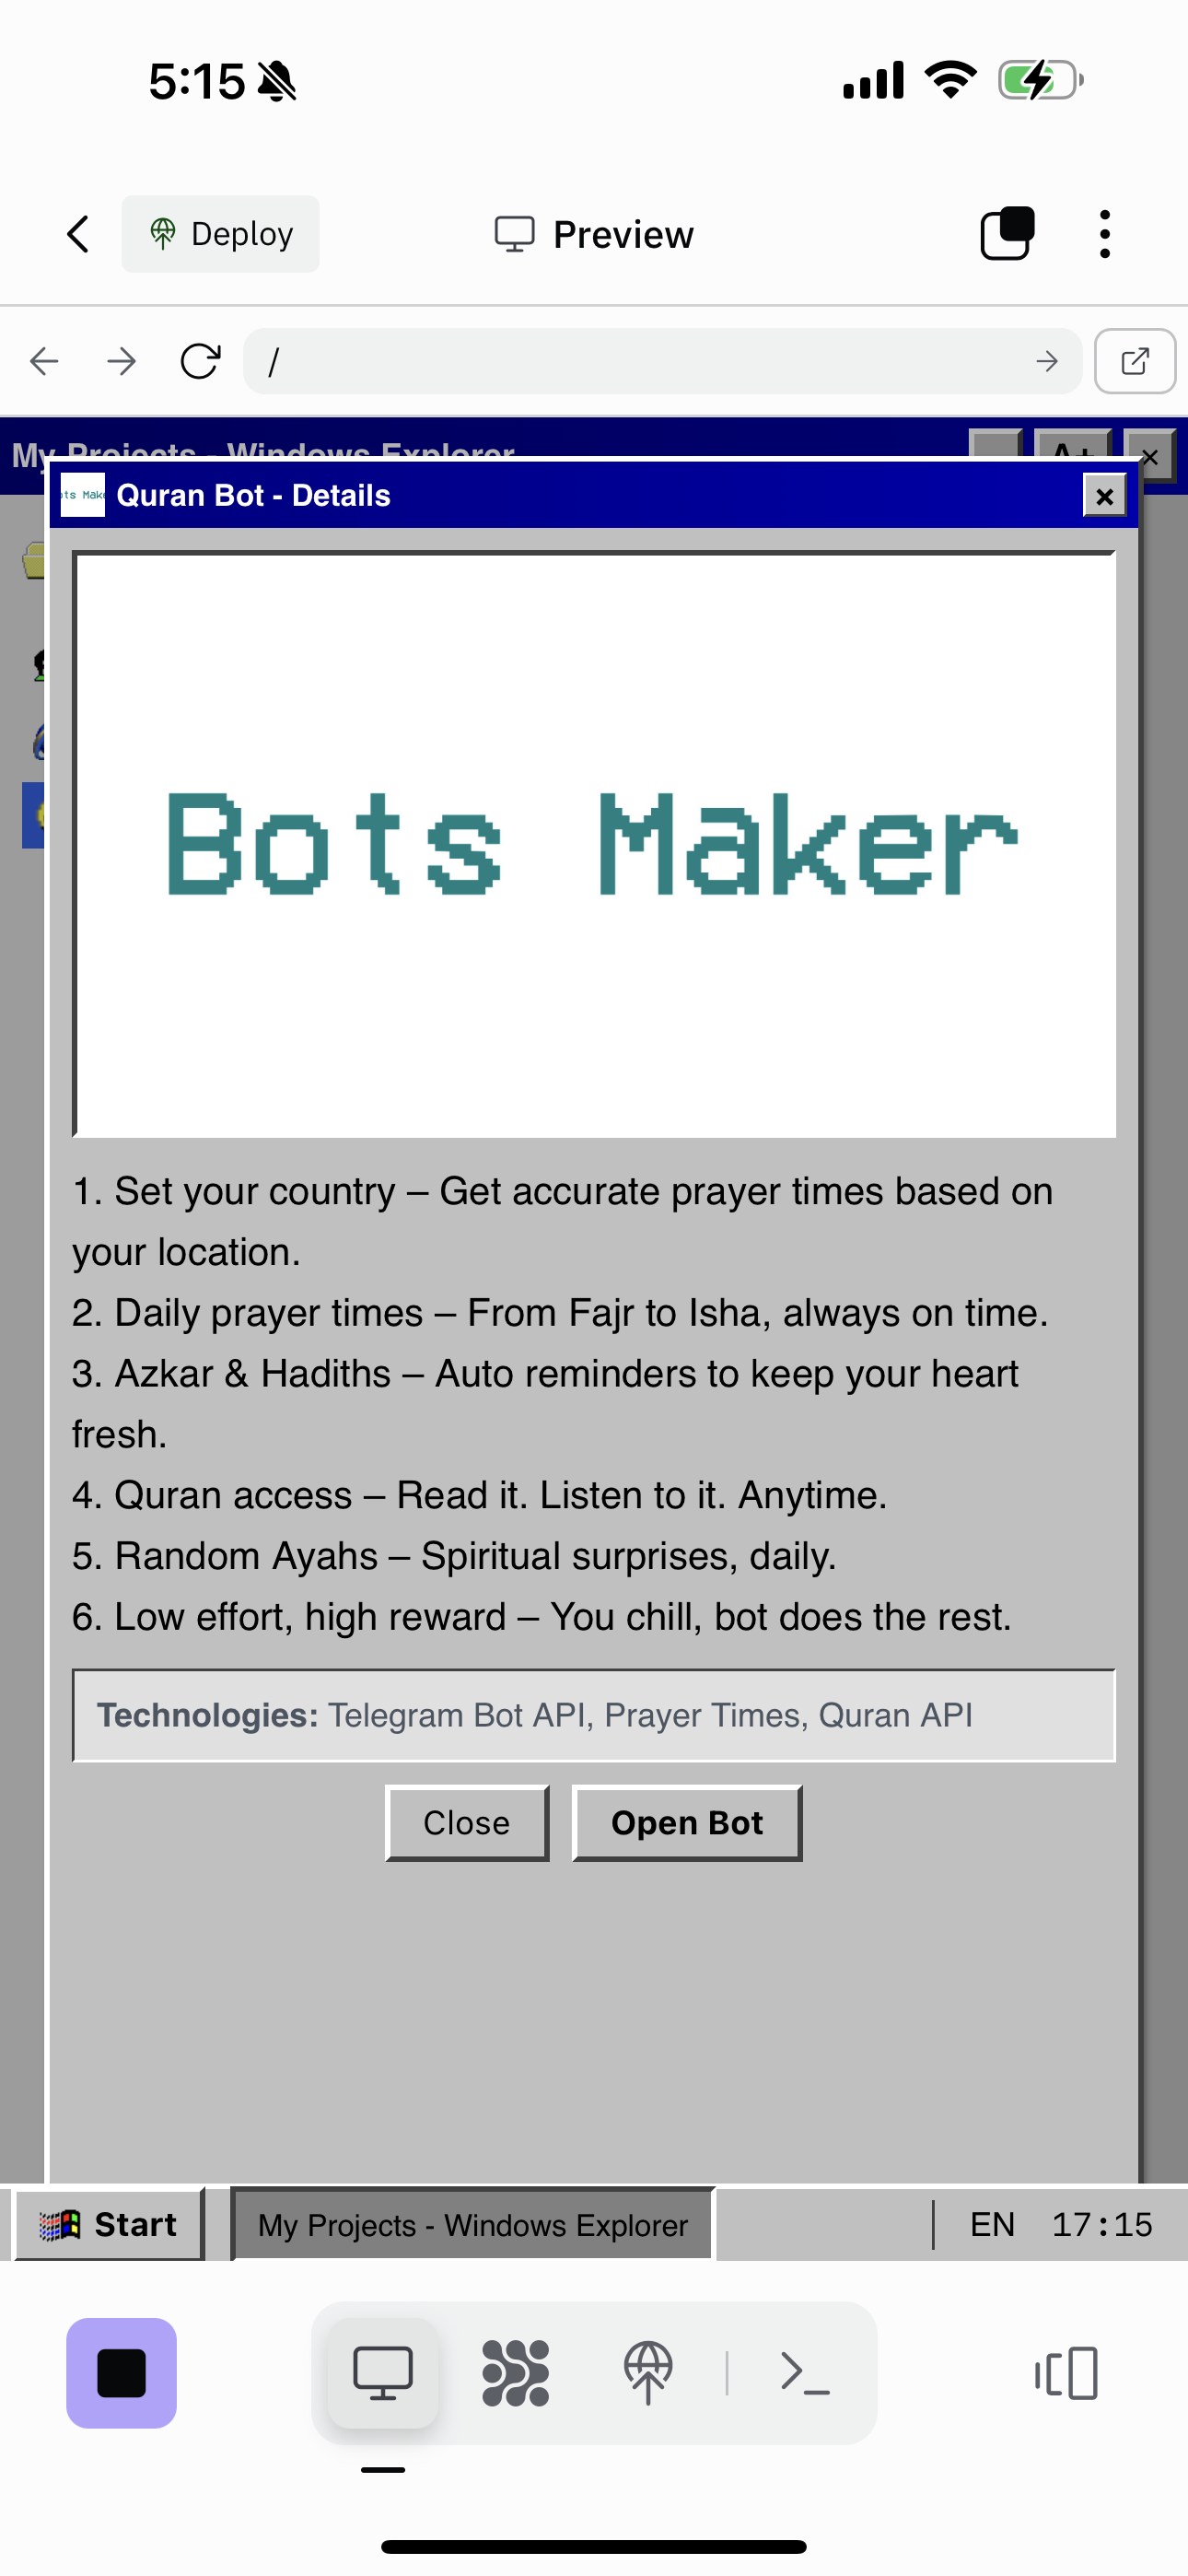 5:15
Deploy
Preview
/
My Projects - Windows Explorer
A+
×
ts Mak
Quran Bot - Details
×
Bots Maker
1. Set your country – Get accurate prayer times based on
your location.
2. Daily prayer times – From Fajr to Isha, always on time.
3. Azkar & Hadiths – Auto reminders to keep your heart
fresh.
4. Quran access – Read it. Listen to it. Anytime.
5. Random Ayahs – Spiritual surprises, daily.
6. Low effort, high reward – You chill, bot does the rest.
Technologies: Telegram Bot API, Prayer Times, Quran API
Close
Open Bot
Start
My Projects - Windows Explorer
EN
17:15